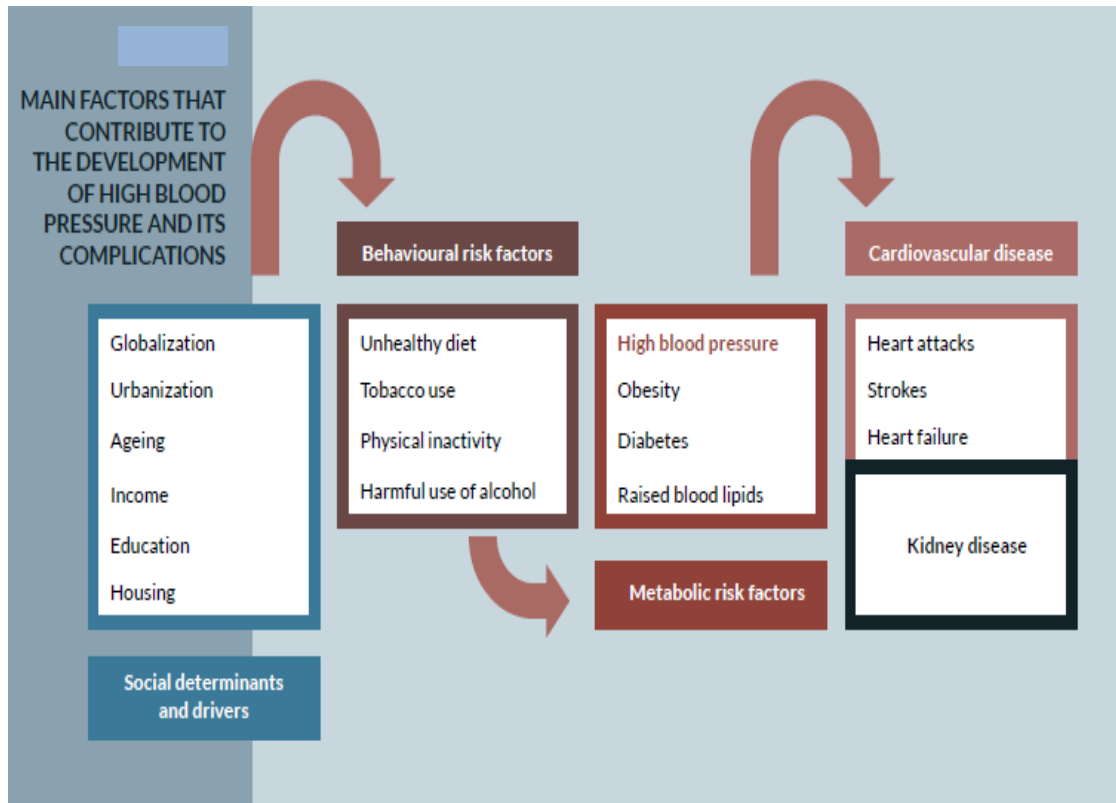 MAIN FACTORS THAT
CONTRIBUTE TO
THE DEVELOPMENT
OF HIGH BLOOD
PRESSURE AND ITS
COMPLICATIONS
Globalization
Urbanization
Ageing
Income
Education
Housing
Social determinants
and drivers
Behavioural risk factors
Unhealthy diet
Tobacco use
Physical inactivity
Harmful use of alcohol
High blood pressure
Obesity
Diabetes
Raised blood lipids
Metabolic risk factors
Cardiovascular disease
Heart attacks
Strokes
Heart failure
Kidney disease